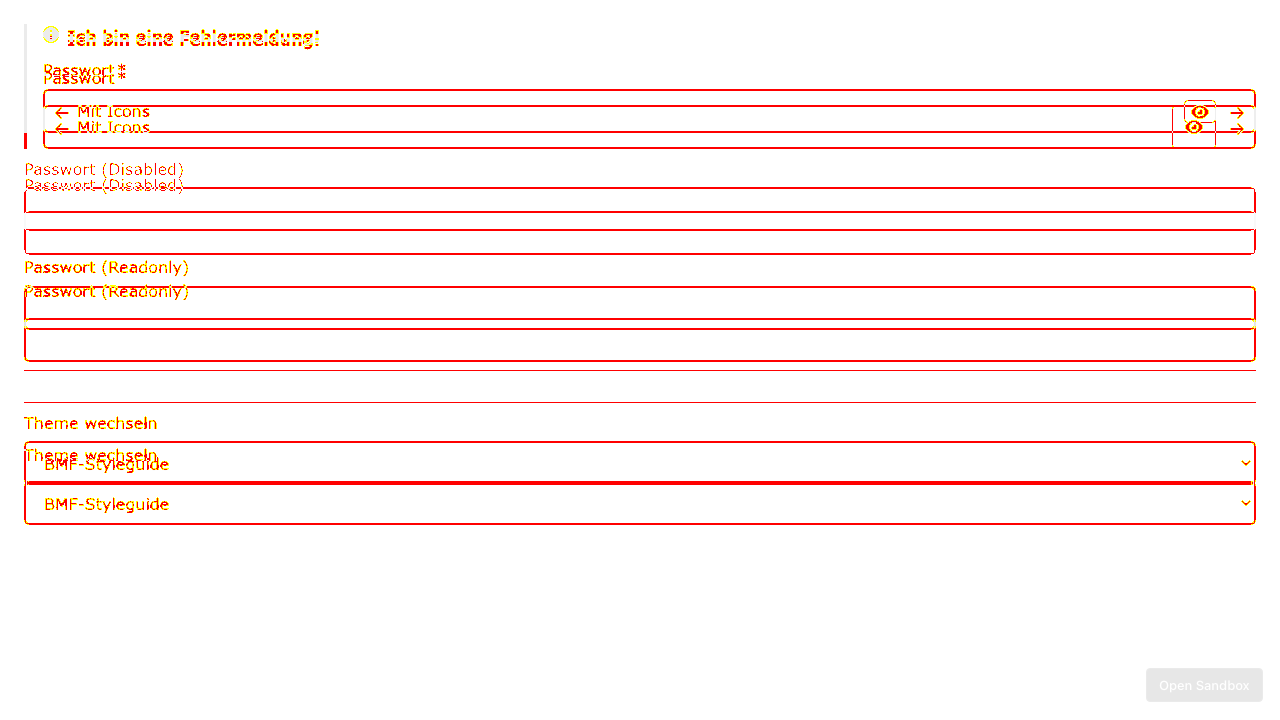 Ich bin eine Fehlermeldung!
Passwort *
Passwort *
Mit Icons
Mit Icons
Passwort (Disabled)
Passwort (Disabled)
Passwort (Readonly)
Passwort (Readonly)
Theme wechseln
Theme wechseln
BMF-Styleguide
BMF-Styleguide
Open Sandbox